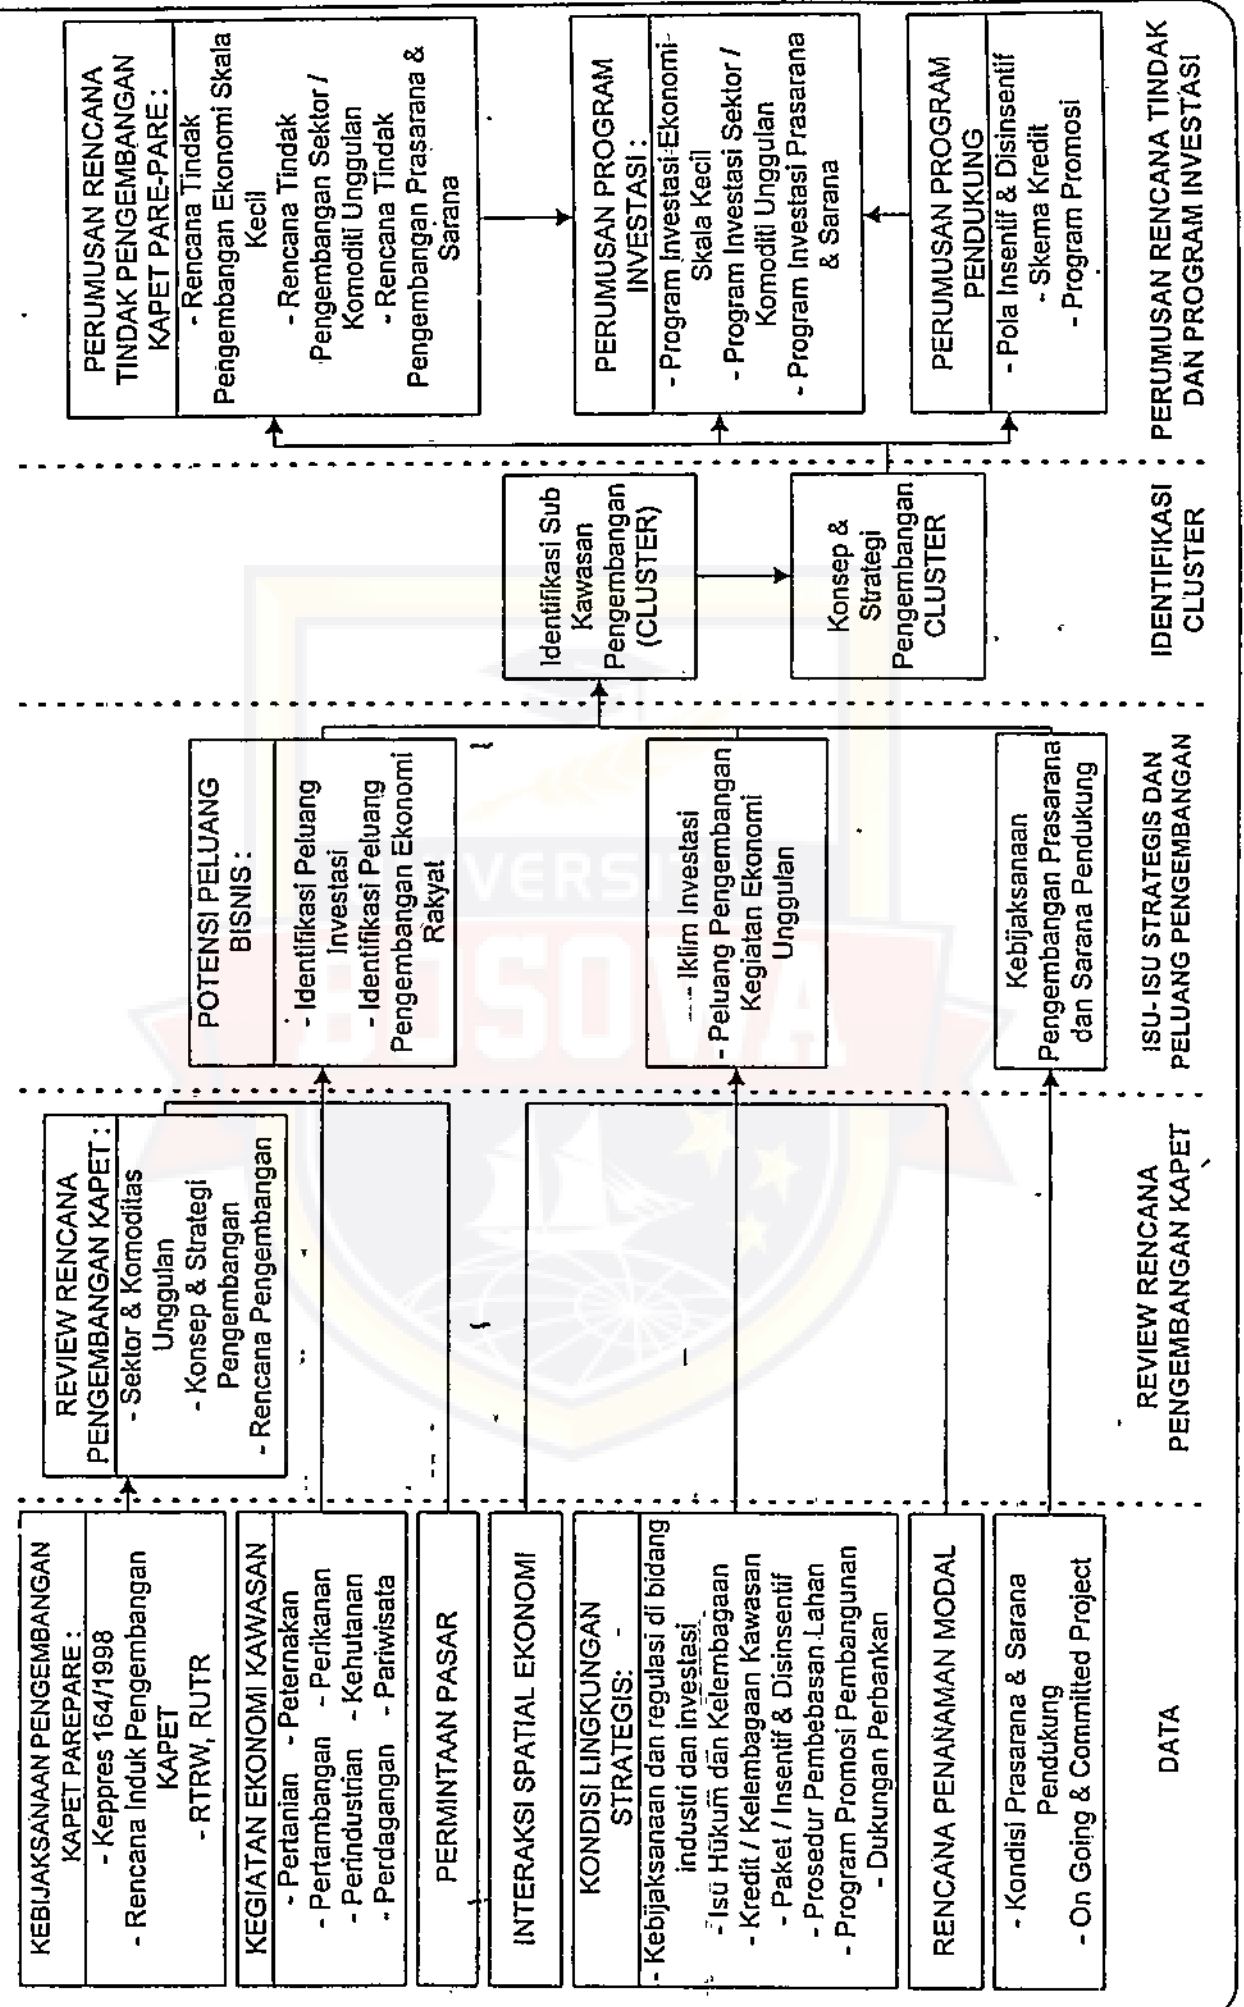 KEBIJAKSANAAN PENGEMBANGAN
KAPET PAREPARE :
- Keppres 164/1998
- Rencana Induk Pengembangan
KAPET
- RTRW, RUTR
KEGIATAN EKONOMI KAWASAN
- Pertanian - Peternakan
- Pertambangan - Perikanan
- Perindustrian - Kehutanan
- Perdagangan - Pariwisata
PERMINTAAN PASAR
INTERAKSI SPATIAL EKONOMI
KONDISI LINGKUNGAN
STRATEGIS: -
- Kebijaksanaan dan regulasi di bidang
industri dan investasi
- Isu Hukum dan Kelembagaan
- Kredit / Kelembagaan Kawasan
- Paket / Insentif & Disinsentif
- Prosedur Pembebasan Lahan
- Program Promosi Pembangunan
- Dukungan Perbankan
RENCANA PENANAMAN MODAL
- Kondisi Prasarana & Sarana
Pendukung
- On Going & Committed Project
DATA
REVIEW RENCANA
PENGEMBANGAN KAPET :
- Sektor & Komoditas
Unggulan
- Konsep & Strategi
Pengembangan
- Rencana Pengembangan
REVIEW RENCANA
PENGEMBANGAN KAPET
POTENSI PELUANG
BISNIS :
- Identifikasi Peluang
Investasi
- Identifikasi Peluang
Pengembangan Ekonomi
Rakyat
- Iklim Investasi
- Peluang Pengembangan
Kegiatan Ekonomi
Unggulan
Kebijaksanaan
Pengembangan Prasarana
dan Sarana Pendukung
ISU- ISU STRATEGIS DAN
PELUANG PENGEMBANGAN
Identifikasi Sub
Kawasan
Pengembangan
(CLUSTER)
Konsep &
Strategi
Pengembangan
CLUSTER
IDENTIFIKASI
CLUSTER
PERUMUSAN RENCANA
TINDAK PENGEMBANGAN
KAPET PARE-PARE :
- Rencana Tindak
Pengembangan Ekonomi Skala
Kecil
- Rencana Tindak
Pengembangan Sektor /
Komoditi Unggulan
- Rencana Tindak
Pengembangan Prasarana &
Sarana
PERUMUSAN PROGRAM
INVESTASI :
- Program Investasi Ekonomi
Skala Kecil
- Program Investasi Sektor /
Komoditi Unggulan
- Program Investasi Prasarana
& Sarana
PERUMUSAN PROGRAM
PENDUKUNG
- Pola Insentif & Disinsentif
- Skema Kredit
- Program Promosi
PERUMUSAN RENCANA TINDAK
DAN PROGRAM INVESTASI
UNIVERSITAS
BOSOWA